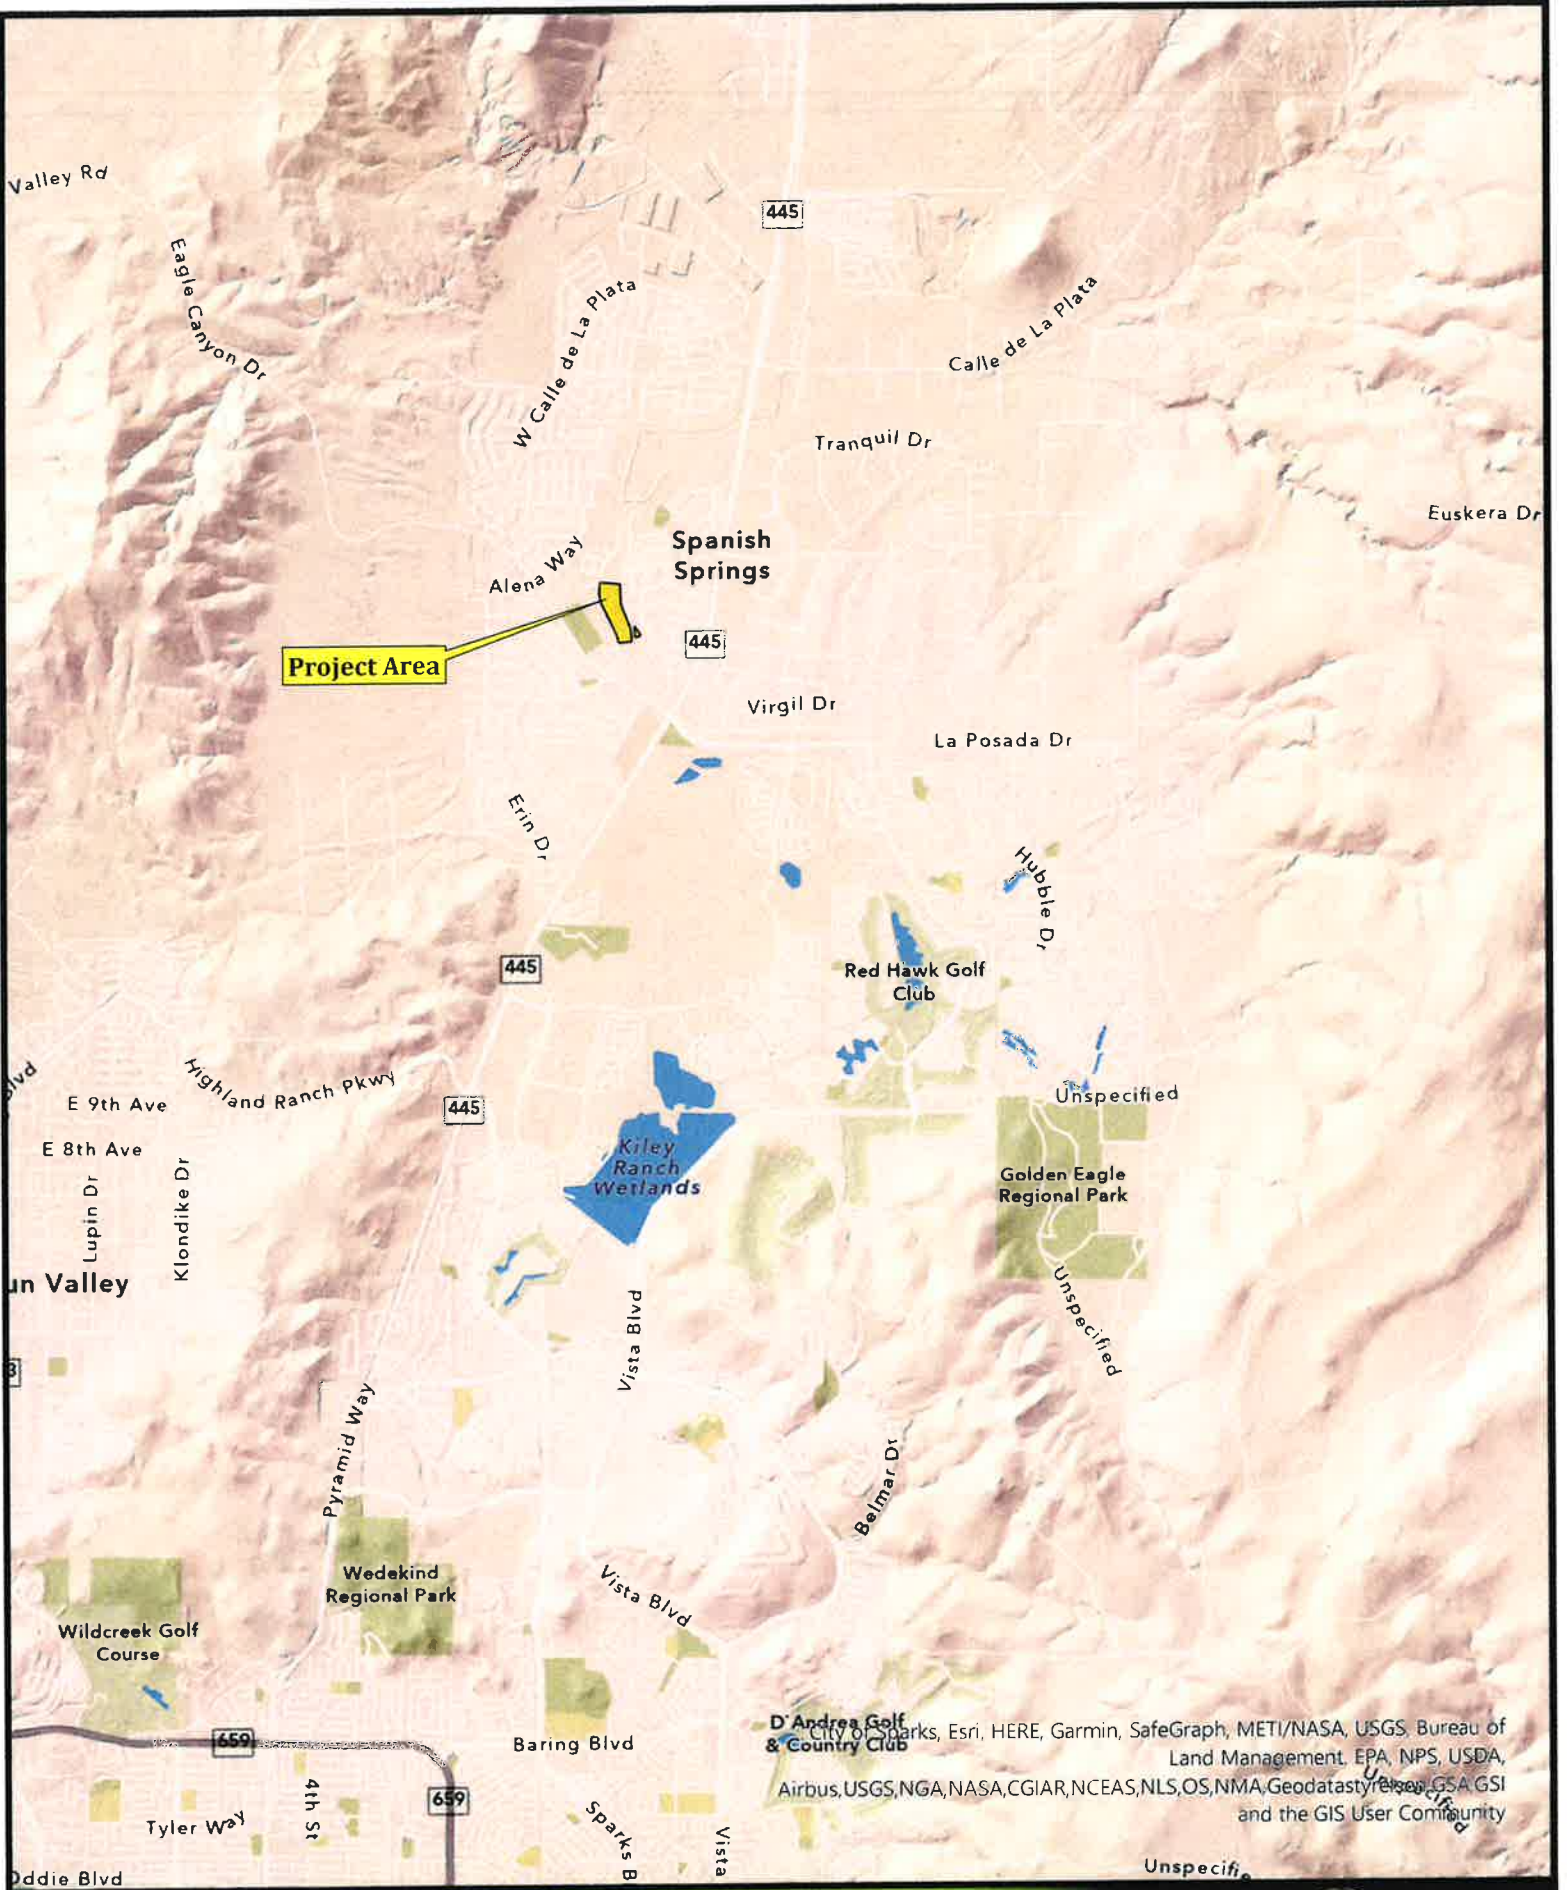 Valley Rd
445
Eagle Canyon Dr
W Calle de La Plata
Calle de La Plata
Tranquil Dr
Euskera Dr
Spanish
Springs
Alena Way
445
Project Area
Virgil Dr
La Posada Dr
Erin Dr
Hubble Dr
445
Red Hawk Golf
Club
Blvd
Highland Ranch Pkwy
E 9th Ave
445
Unspecified
E 8th Ave
Kiley
Ranch
Wetlands
Golden Eagle
Regional Park
Lupin Dr
Klondike Dr
un Valley
Unspecified
Vista Blvd
3
Pyramid Way
Belmar Dr
Wedekind
Regional Park
Vista Blvd
Wildcreek Golf
Course
659
Baring Blvd
D'Andrea Golf
& Country Club
City of Sparks, Esri, HERE, Garmin, SafeGraph, METI/NASA, USGS, Bureau of
Land Management, EPA, NPS, USDA,
Airbus,USGS,NGA,NASA,CGIAR,NCEAS,NLS,OS,NMA,Geodatastyrelsen,GSA,GSI
and the GIS User Community
Unspecified
659
4th St
Tyler Way
Sparks B
Vista
Oddie Blvd
Unspecifie